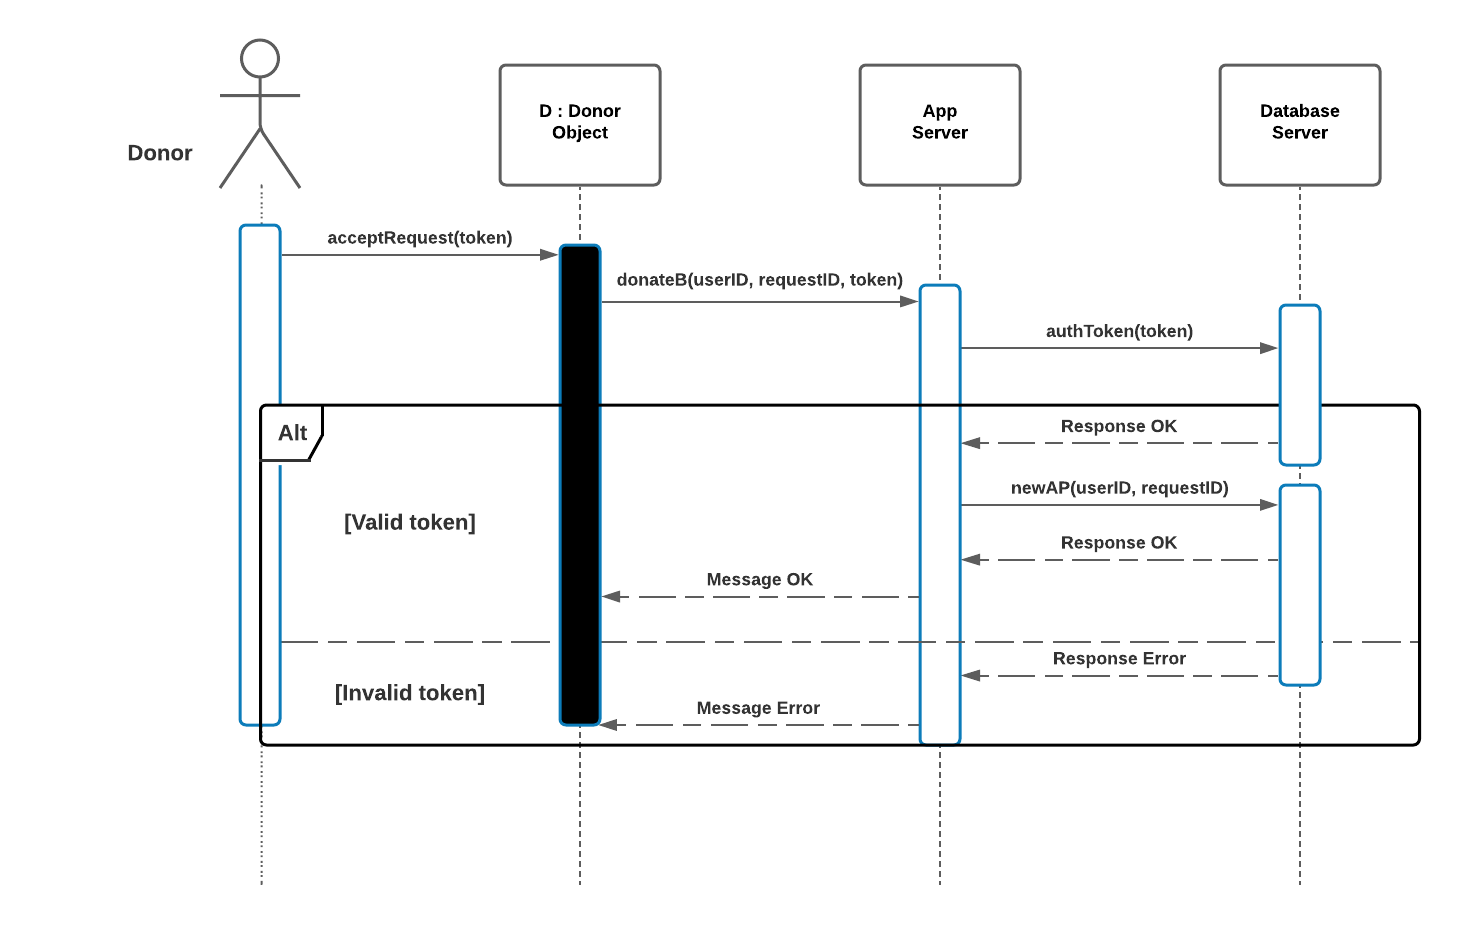 Donor
D : Donor
Object
App
Server
Database
Server
acceptRequest(token)
donateB(userID, requestID, token)
authToken(token)
Alt
Response OK
newAP(userID, requestID)
[Valid token]
Response OK
Message OK
Response Error
[Invalid token]
Message Error